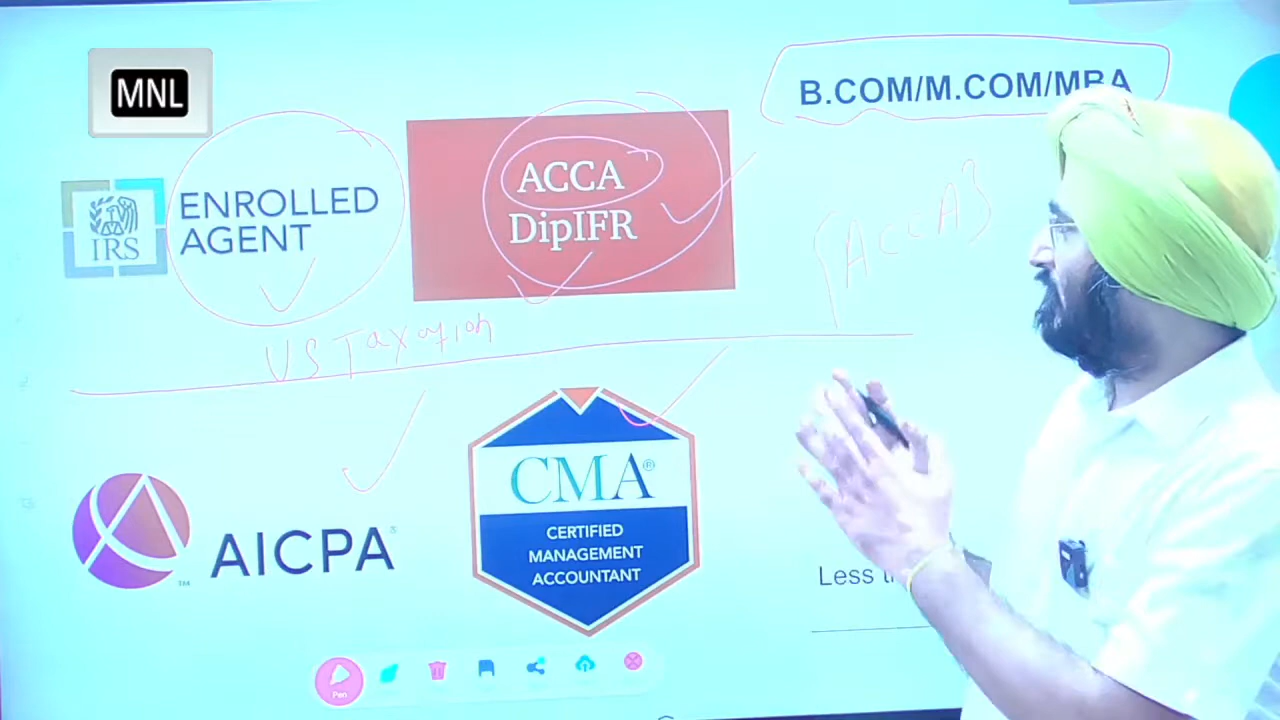 MNL
B.COM/M.COM/MBA
IRS
ENROLLED
AGENT
ACCA
DipIFR
{ACCA}
US Taxation
AICPA
CMA®
CERTIFIED
MANAGEMENT
ACCOUNTANT
Less
Pen